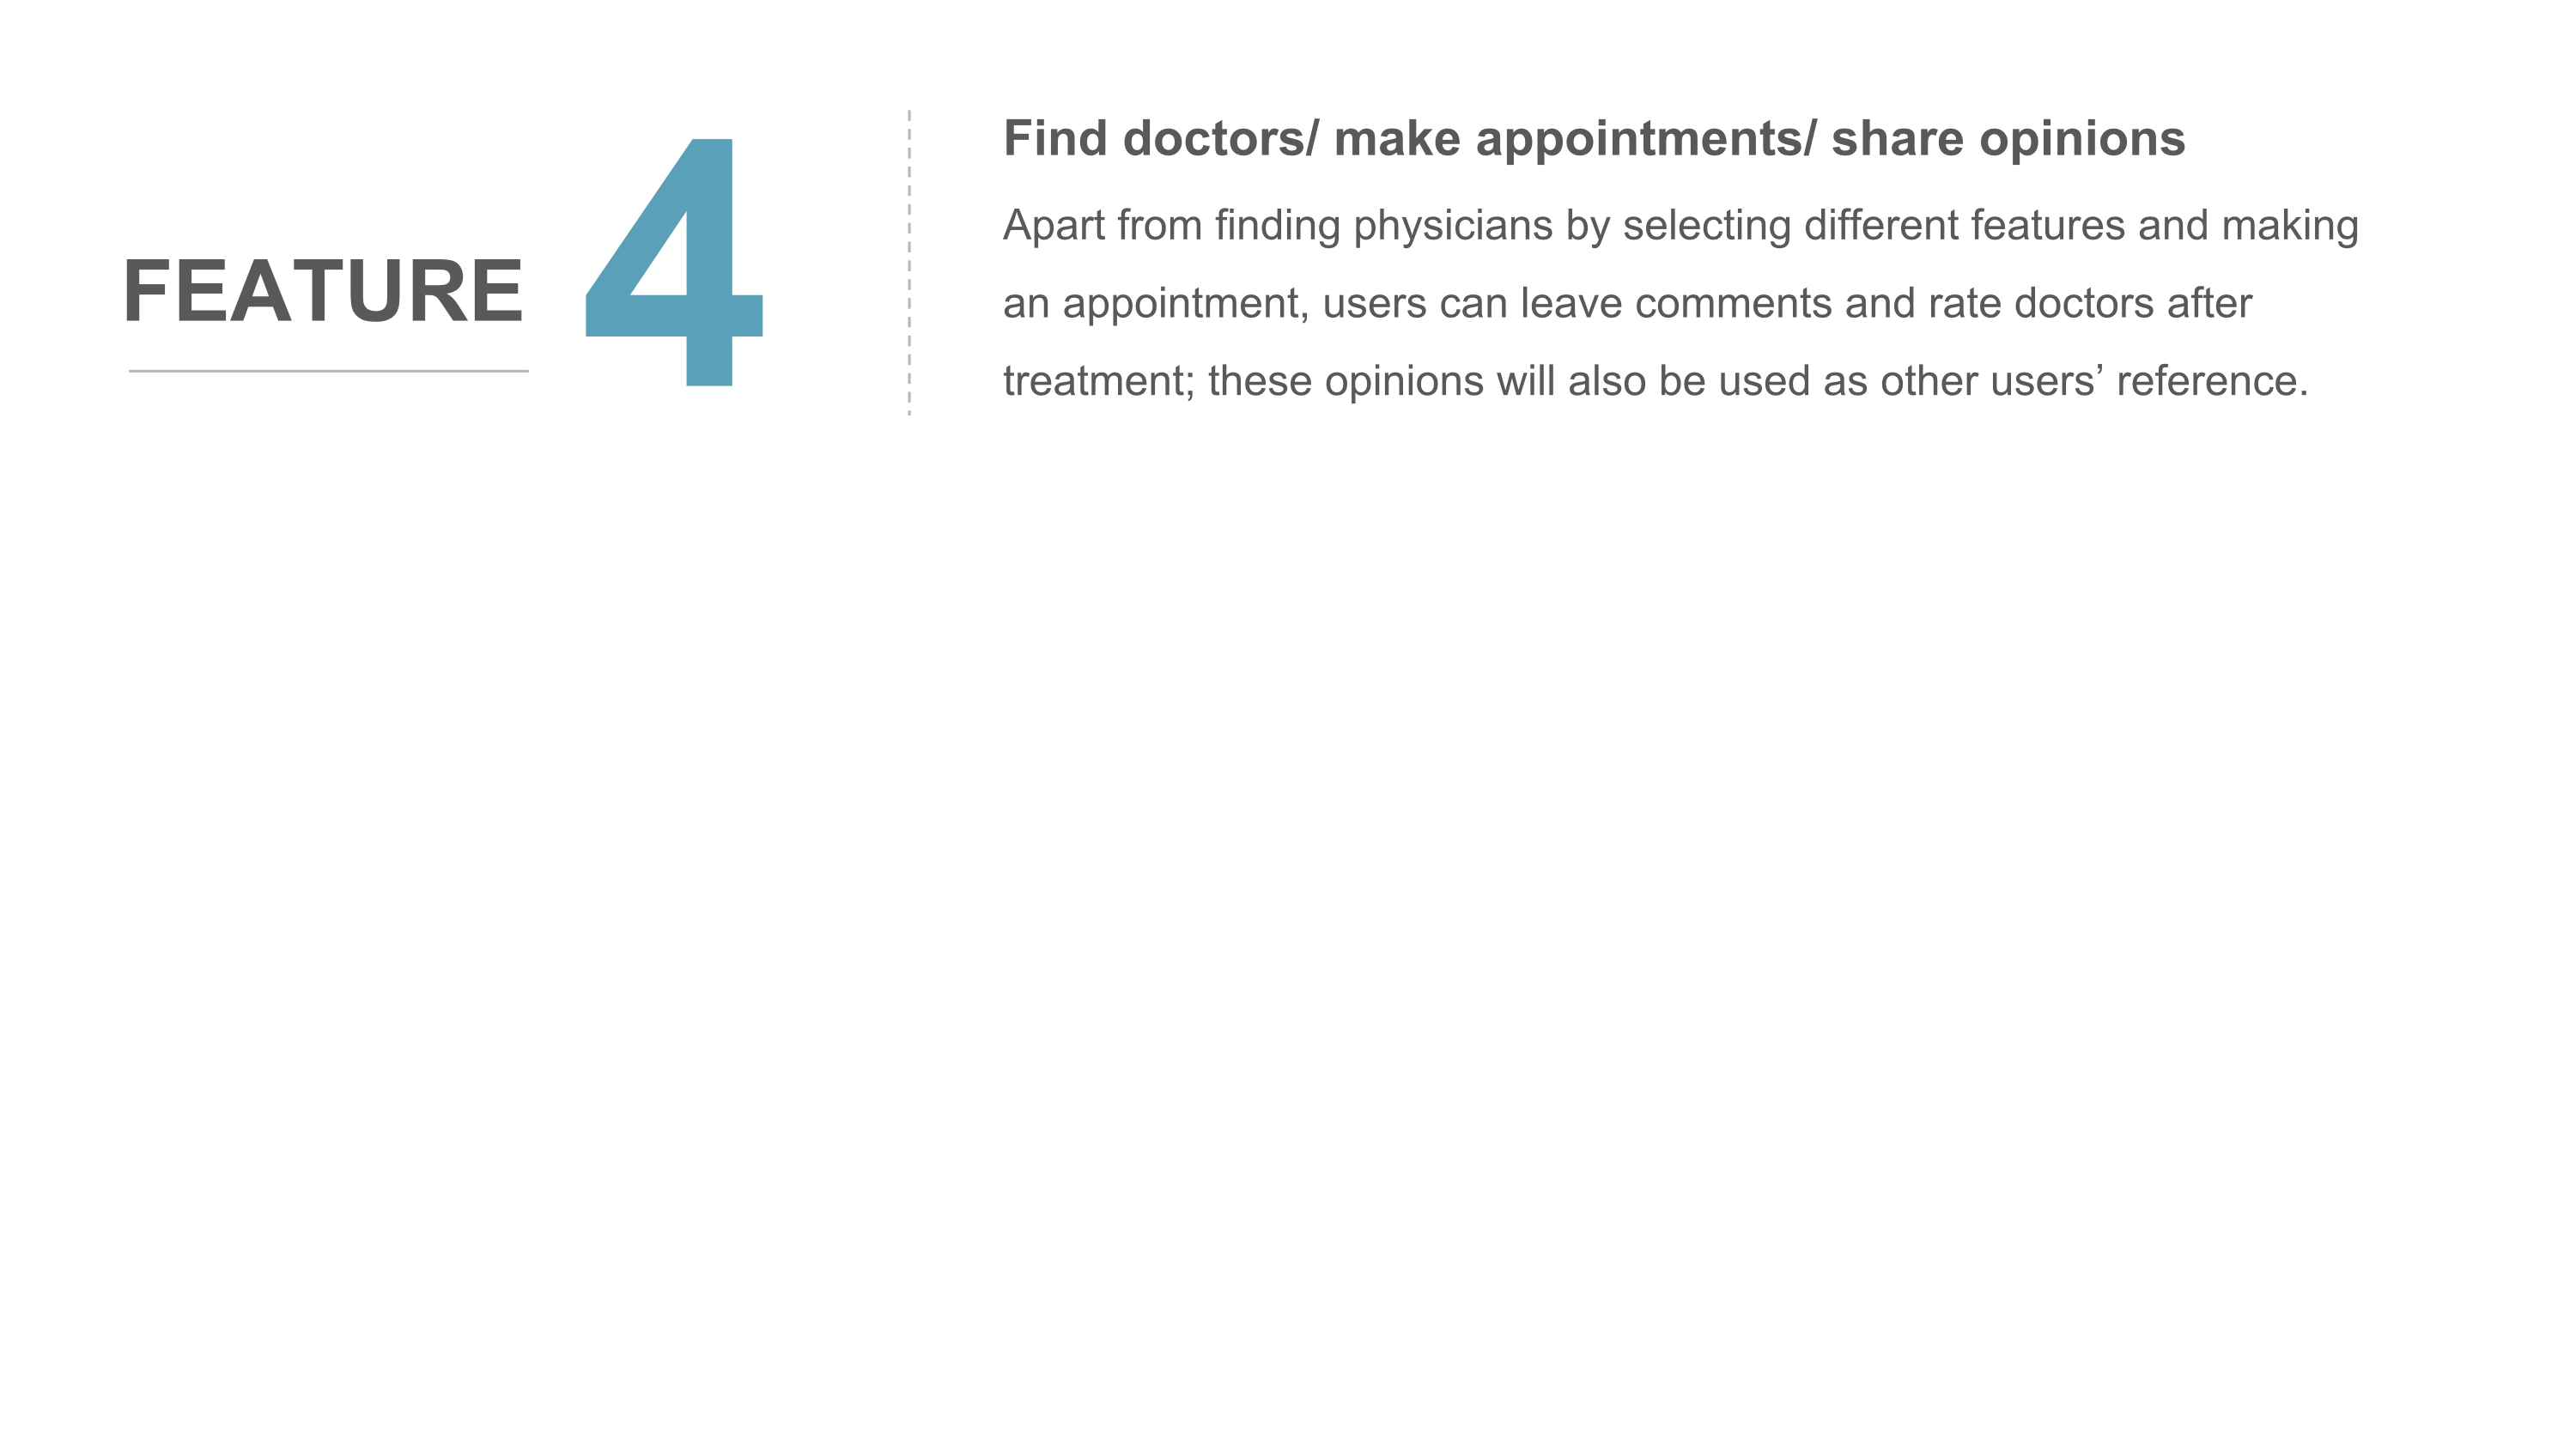 FEATURE 4
Find doctors/ make appointments/ share opinions
Apart from finding physicians by selecting different features and making
an appointment, users can leave comments and rate doctors after
treatment; these opinions will also be used as other users’ reference.